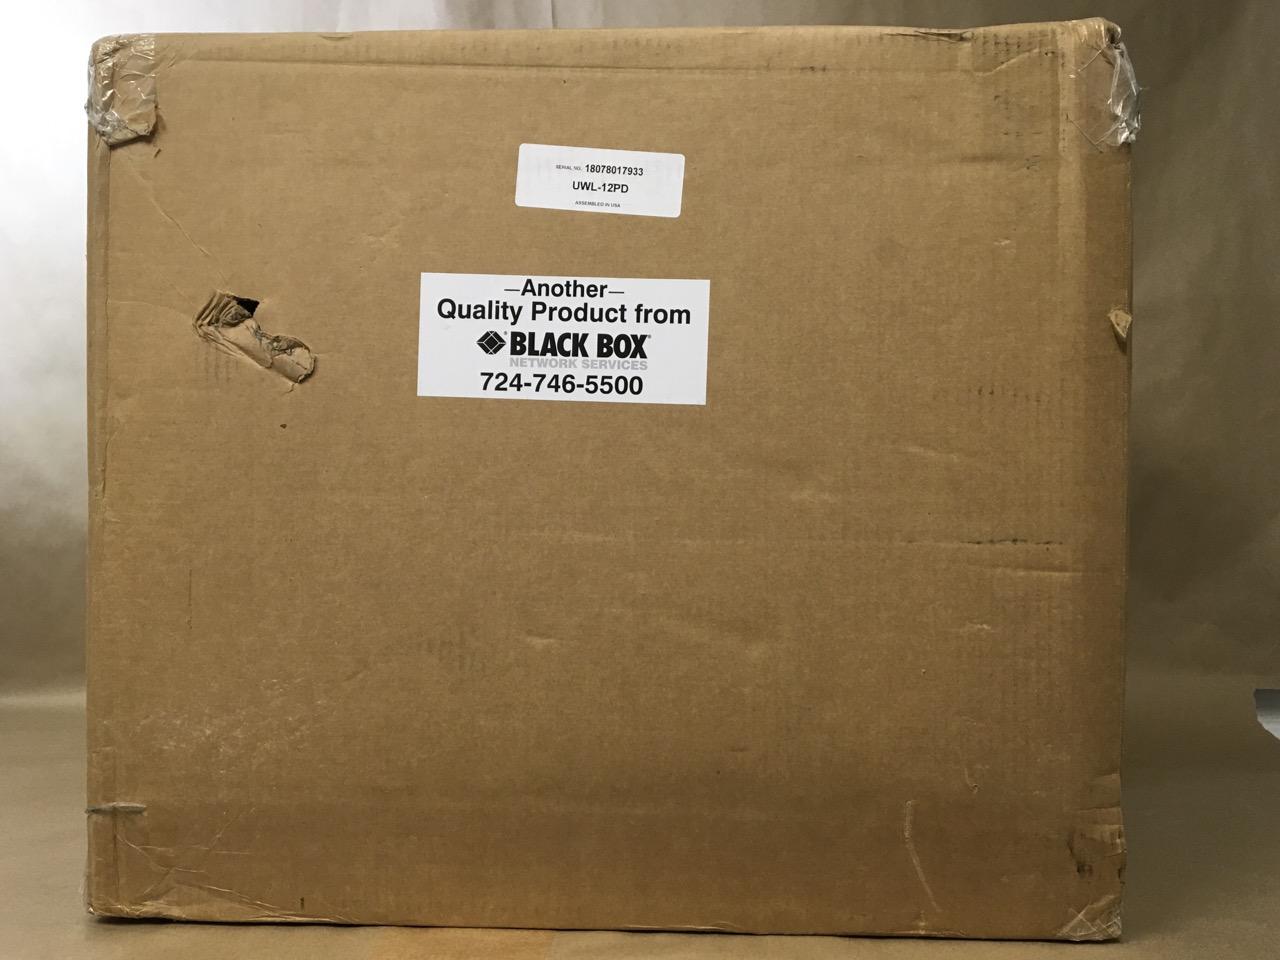 SERIAL NO. 18078017933
UWL-12PD
ASSEMBLED IN USA
—Another—
Quality Product from
BLACK BOX®
NETWORK SERVICES
724-746-5500